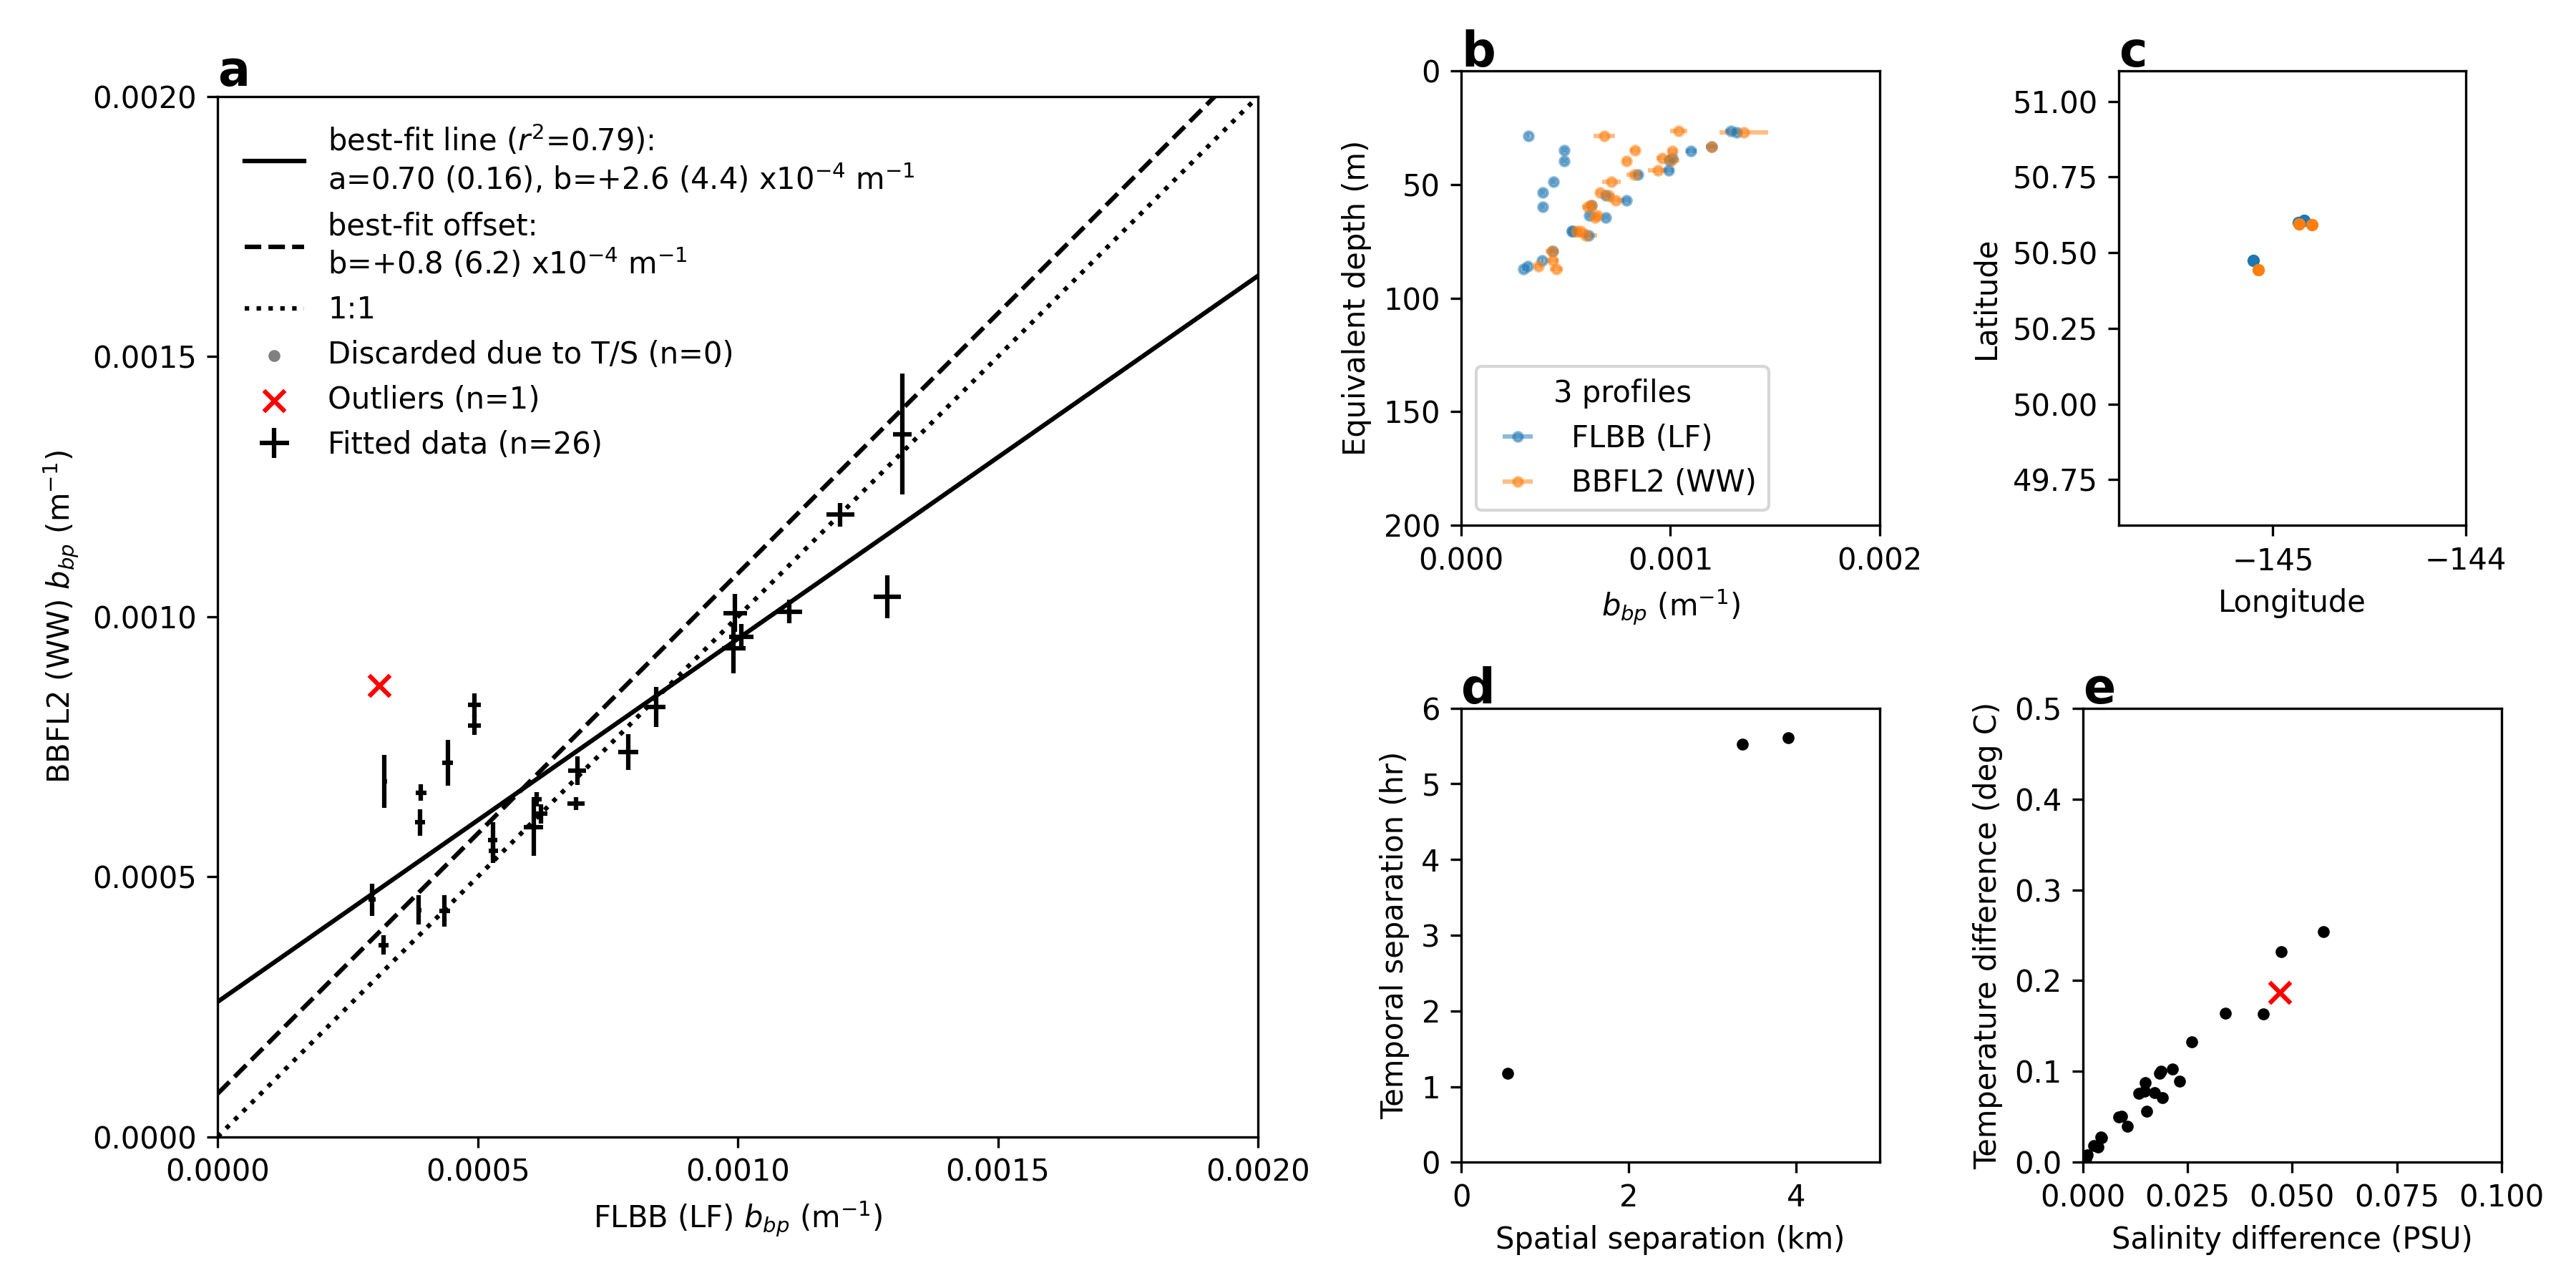 a
0.0020
0.0015
0.0010
0.0005
0.0000
BBFL2 (WW) b_bp (m⁻¹)
best-fit line (r²=0.79):
a=0.70 (0.16), b=+2.6 (4.4) x10⁻⁴ m⁻¹
best-fit offset:
b=+0.8 (6.2) x10⁻⁴ m⁻¹
1:1
Discarded due to T/S (n=0)
Outliers (n=1)
Fitted data (n=26)
0.0000 0.0005 0.0010 0.0015 0.0020
FLBB (LF) b_bp (m⁻¹)
b
0
50
100
150
200
Equivalent depth (m)
3 profiles
FLBB (LF)
BBFL2 (WW)
0.000 0.001 0.002
b_bp (m⁻¹)
c
51.00
50.75
50.50
50.25
50.00
49.75
Latitude
−145 −144
Longitude
d
6
5
4
3
2
1
0
Temporal separation (hr)
0 2 4
Spatial separation (km)
e
0.5
0.4
0.3
0.2
0.1
0.0
Temperature difference (deg C)
0.000 0.025 0.050 0.075 0.100
Salinity difference (PSU)